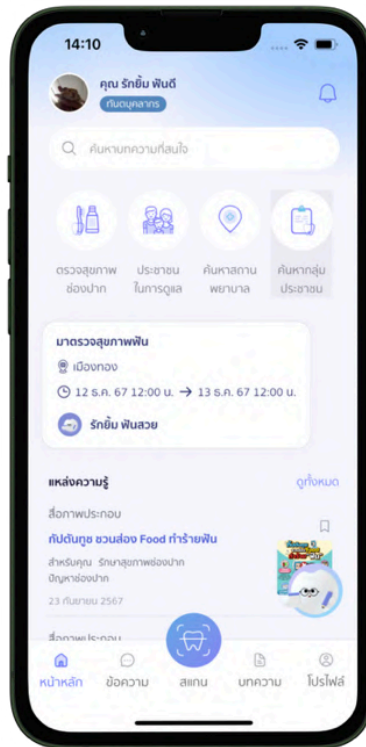 14:10
คุณ รักยิ้ม ฟันดี
ทันตบุคลากร
ค้นหาบทความที่สนใจ
ตรวจสุขภาพ
ช่องปาก
ประชาชน
ในการดูแล
ค้นหาสถาน
พยาบาล
ค้นหากลุ่ม
ประชาชน
มาตรวจสุขภาพฟัน
เมืองทอง
12 ธ.ค. 67 12:00 น. → 13 ธ.ค. 67 12:00 น.
รักยิ้ม ฟันสวย
แหล่งความรู้
ดูทั้งหมด
สื่อภาพประกอบ
กัปตันทูธ ชวนส่อง Food ทำร้ายฟัน
สำหรับคุณ รักษาสุขภาพช่องปาก
ปัญหาช่องปาก
23 กันยายน 2567
สื่อภาพประกอบ
หน้าหลัก
ข้อความ
สแกน
บทความ
โปรไฟล์